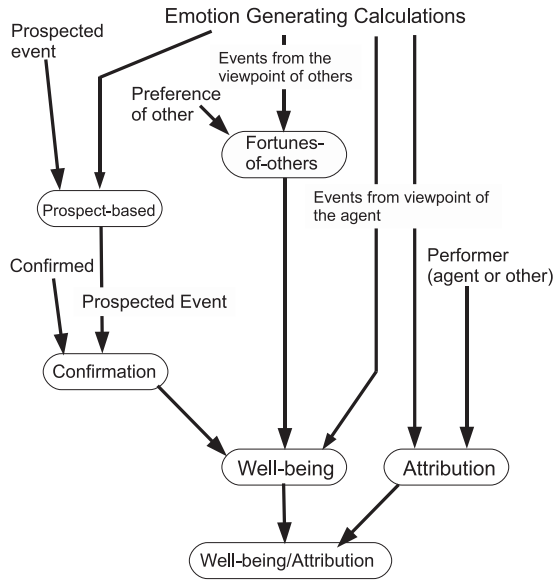 Emotion Generating Calculations
Prospected
event
Events from the
viewpoint of others
Preference
of other
Fortunes-
of-others
Prospect-based
Events from viewpoint of
the agent
Performer
(agent or other)
Confirmed
Prospected Event
Confirmation
Well-being
Attribution
Well-being/Attribution